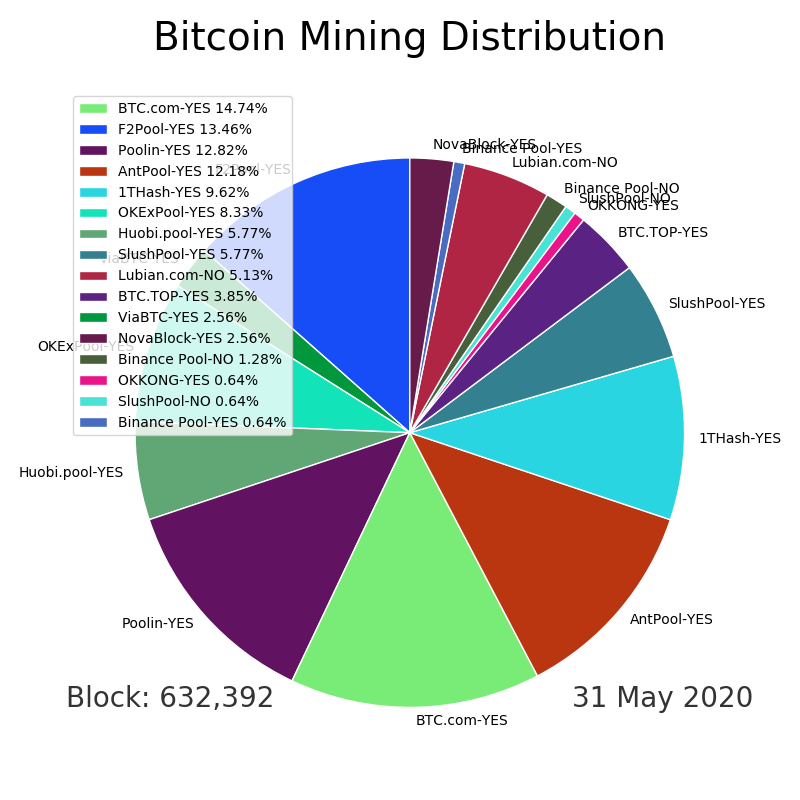 Bitcoin Mining Distribution
BTC.com-YES 14.74%
F2Pool-YES 13.46%
Poolin-YES 12.82%
AntPool-YES 12.18%
1THash-YES 9.62%
OKExPool-YES 8.33%
Huobi.pool-YES 5.77%
SlushPool-YES 5.77%
Lubian.com-NO 5.13%
BTC.TOP-YES 3.85%
ViaBTC-YES 2.56%
NovaBlock-YES 2.56%
Binance Pool-NO 1.28%
OKKONG-YES 0.64%
SlushPool-NO 0.64%
Binance Pool-YES 0.64%
NovaBlock-YES
Binance Pool-YES
Lubian.com-NO
Binance Pool-NO
SlushPool-NO
OKKONG-YES
BTC.TOP-YES
SlushPool-YES
1THash-YES
AntPool-YES
BTC.com-YES
Poolin-YES
Huobi.pool-YES
OKExPool-YES
ViaBTC-YES
F2Pool-YES
Block: 632,392
31 May 2020